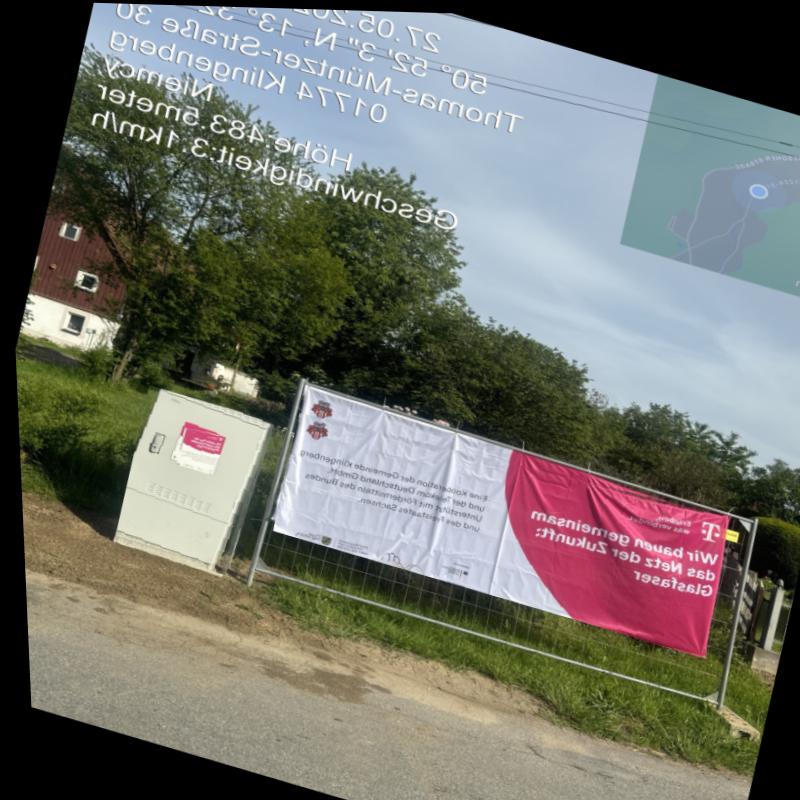 27.05.202
50° 52' 3" N, 13° 32
Thomas-Müntzer-Straße 30
01774 Klingenberg
Niemcy
Höhe:483.5meter
Geschwindigkeit:3.1km/h
T
Erleben,
was verbindet.
Wir bauen gemeinsam
das Netz der Zukunft:
Glasfaser
Eine Kooperation der Gemeinde Klingenberg
und der Telekom Deutschland GmbH.
Unterstützt mit Fördermitteln des Bundes
und des Freistaates Sachsen.